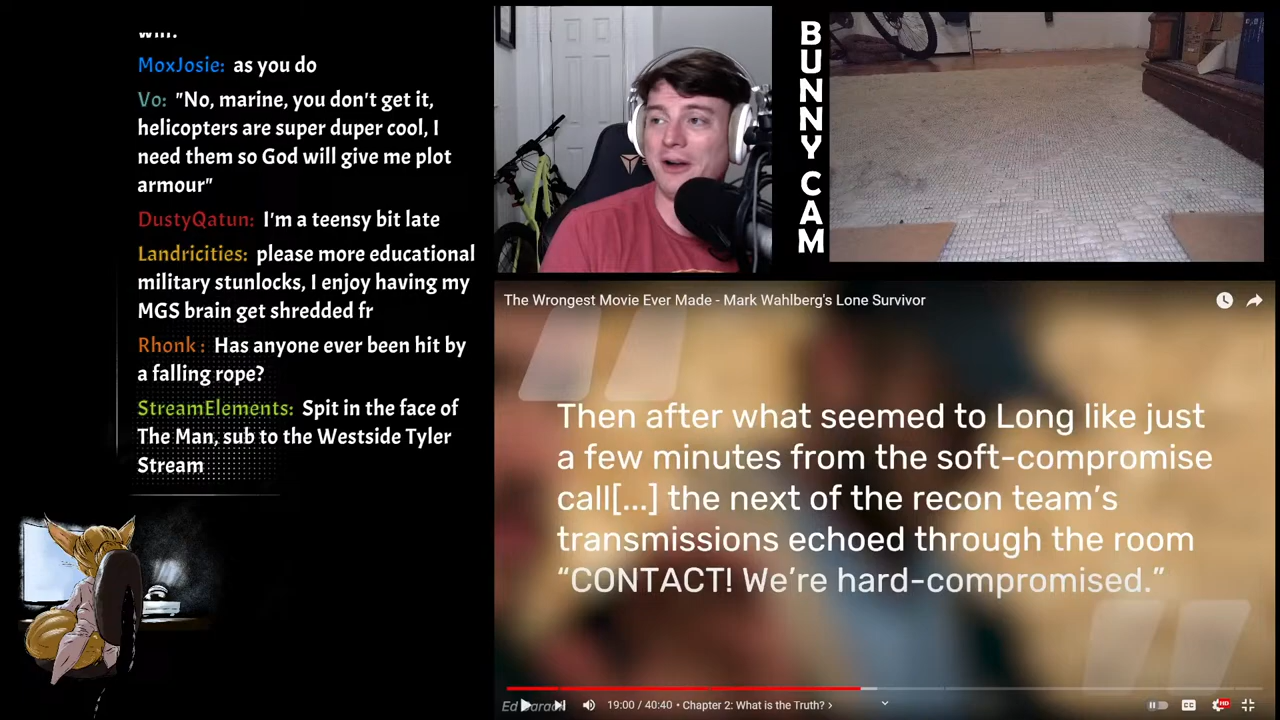 MoxJosie: as you do
Vo: "No, marine, you don't get it,
helicopters are super duper cool, I
need them so God will give me plot
armour"
DustyQatun: I'm a teensy bit late
Landricities: please more educational
military stunlocks, I enjoy having my
MGS brain get shredded fr
Rhonk : Has anyone ever been hit by
a falling rope?
StreamElements: Spit in the face of
The Man, sub to the Westside Tyler
Stream
BUNNY CAM
The Wrongest Movie Ever Made - Mark Wahlberg's Lone Survivor
Then after what seemed to Long like just
a few minutes from the soft-compromise
call[...] the next of the recon team's
transmissions echoed through the room
“CONTACT! We're hard-compromised.”
19:00 / 40:40 • Chapter 2: What is the Truth? ›
CC
HD